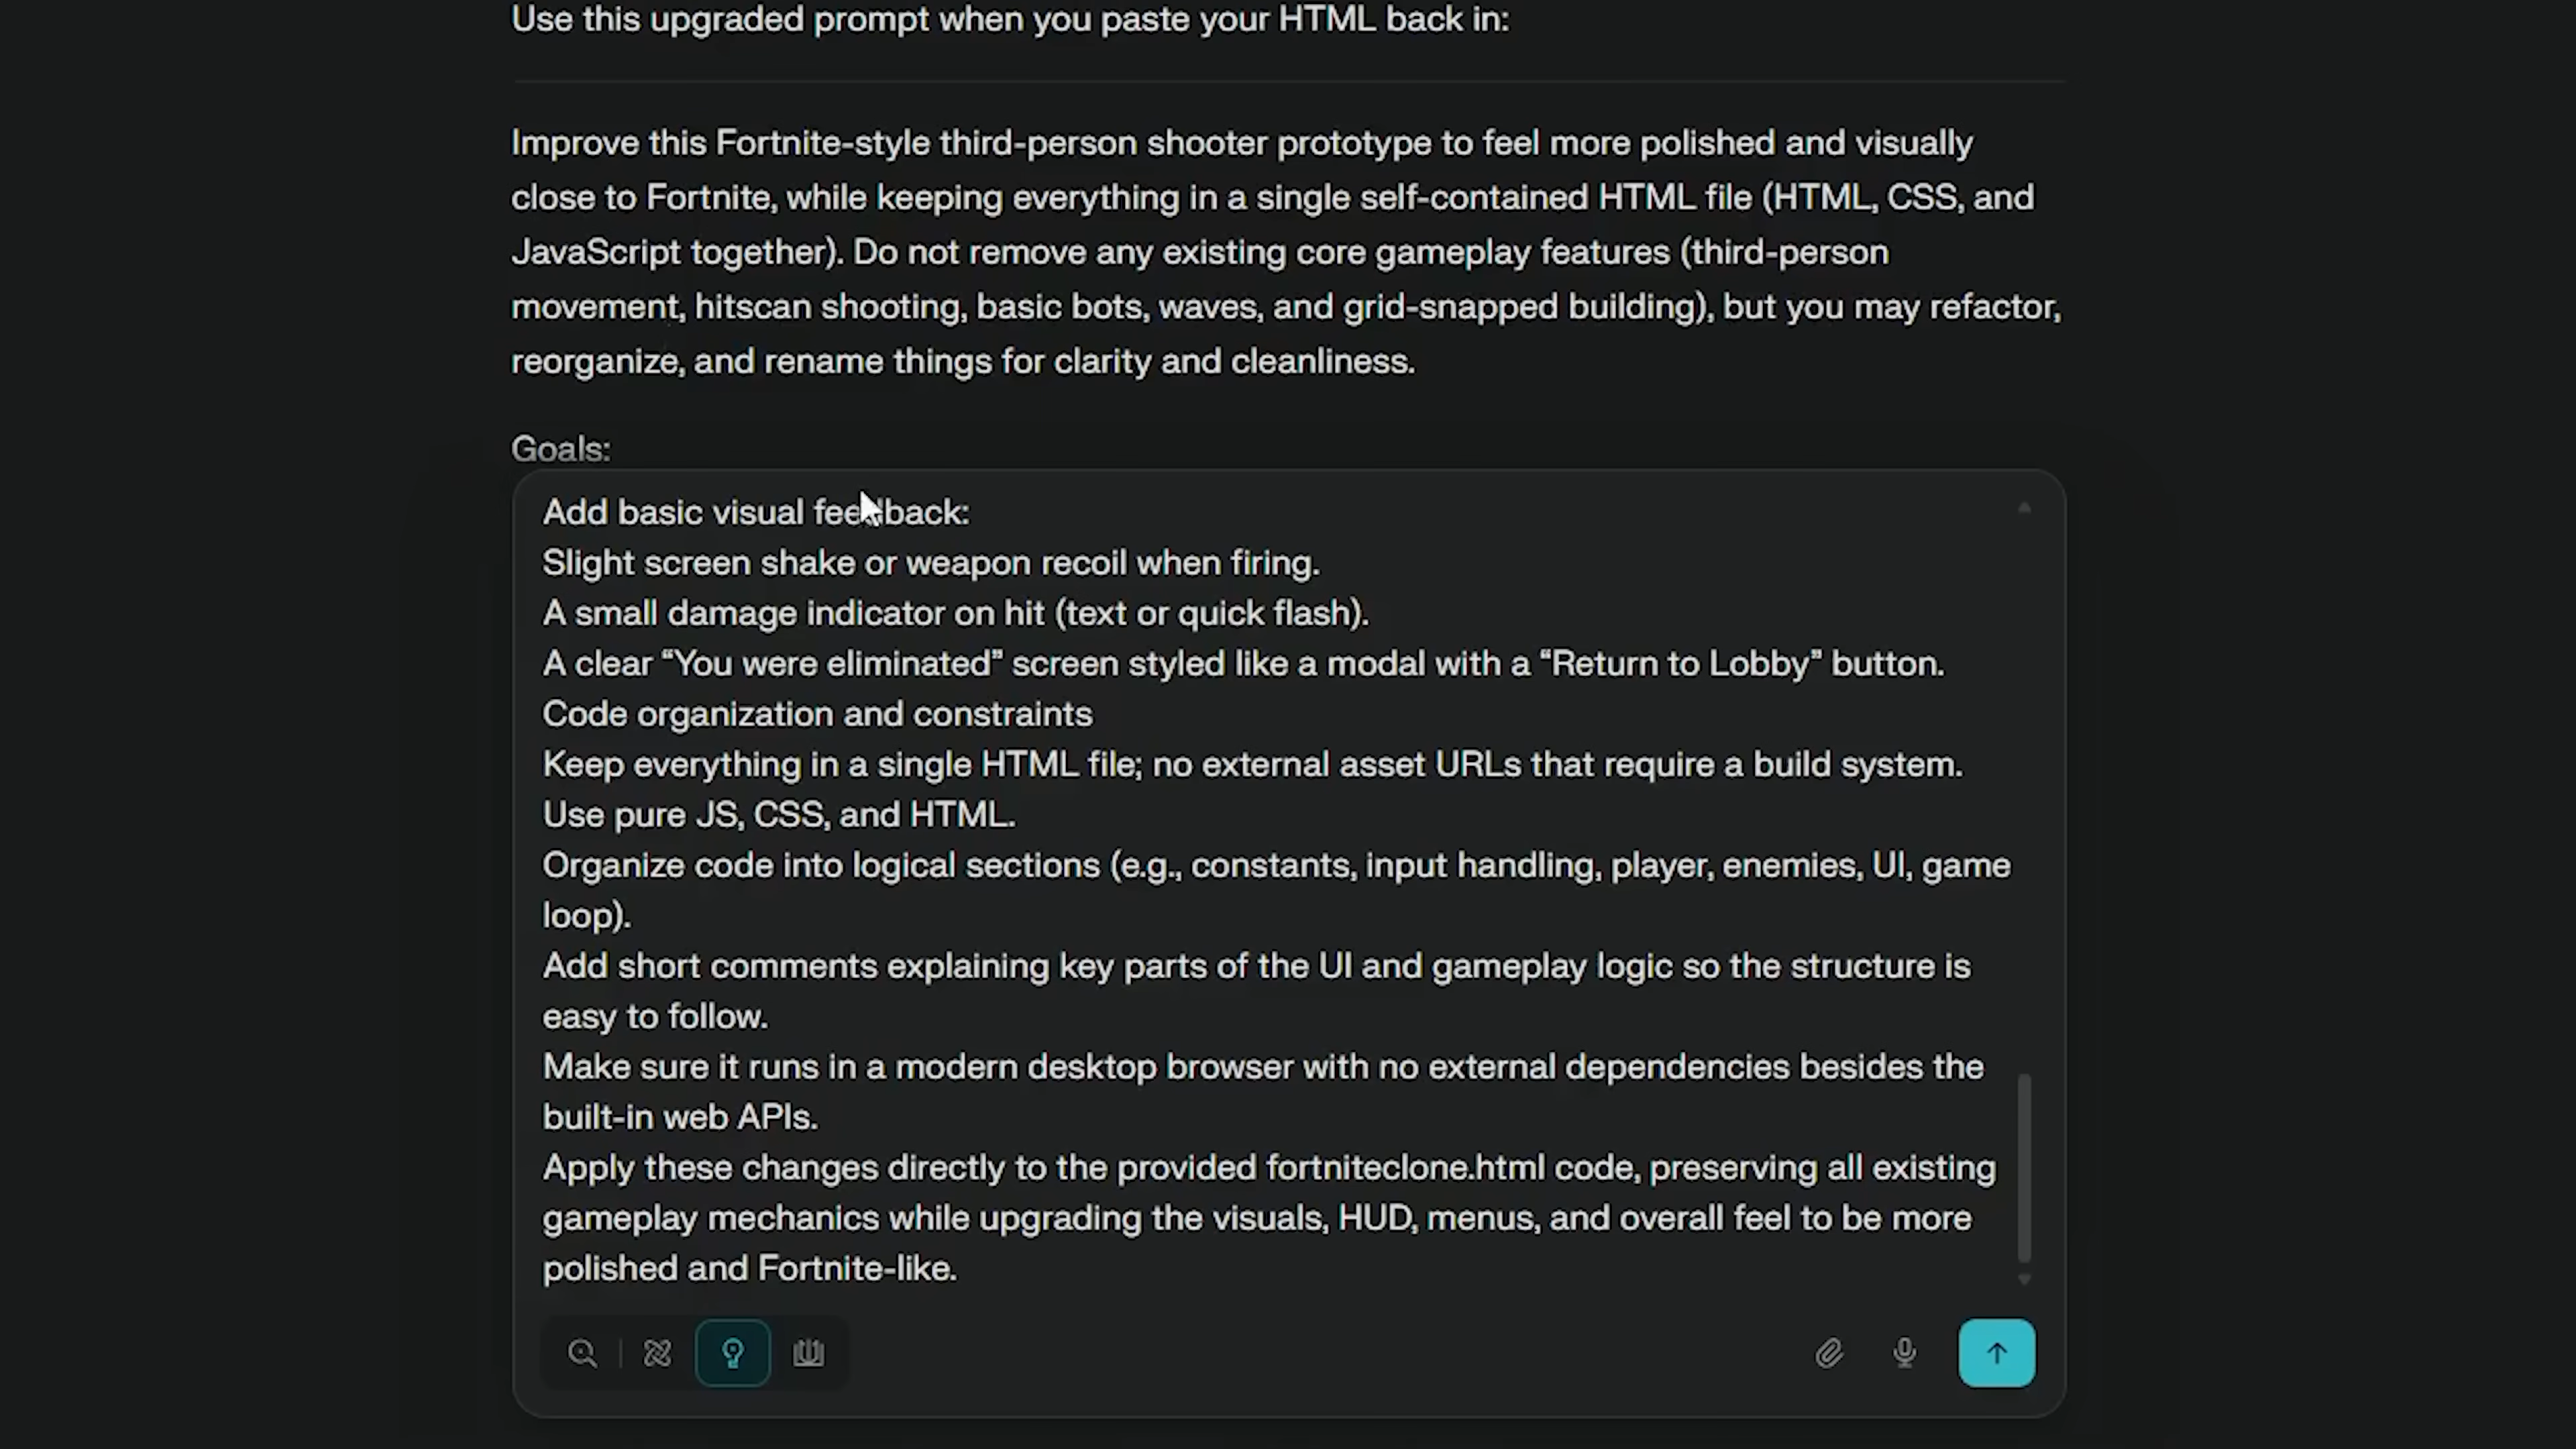 Use this upgraded prompt when you paste your HTML back in:
Improve this Fortnite-style third-person shooter prototype to feel more polished and visually
close to Fortnite, while keeping everything in a single self-contained HTML file (HTML, CSS, and
JavaScript together). Do not remove any existing core gameplay features (third-person
movement, hitscan shooting, basic bots, waves, and grid-snapped building), but you may refactor,
reorganize, and rename things for clarity and cleanliness.
Goals:
Add basic visual feedback:
Slight screen shake or weapon recoil when firing.
A small damage indicator on hit (text or quick flash).
A clear “You were eliminated” screen styled like a modal with a “Return to Lobby” button.
Code organization and constraints
Keep everything in a single HTML file; no external asset URLs that require a build system.
Use pure JS, CSS, and HTML.
Organize code into logical sections (e.g., constants, input handling, player, enemies, UI, game
loop).
Add short comments explaining key parts of the UI and gameplay logic so the structure is
easy to follow.
Make sure it runs in a modern desktop browser with no external dependencies besides the
built-in web APIs.
Apply these changes directly to the provided fortniteclone.html code, preserving all existing
gameplay mechanics while upgrading the visuals, HUD, menus, and overall feel to be more
polished and Fortnite-like.